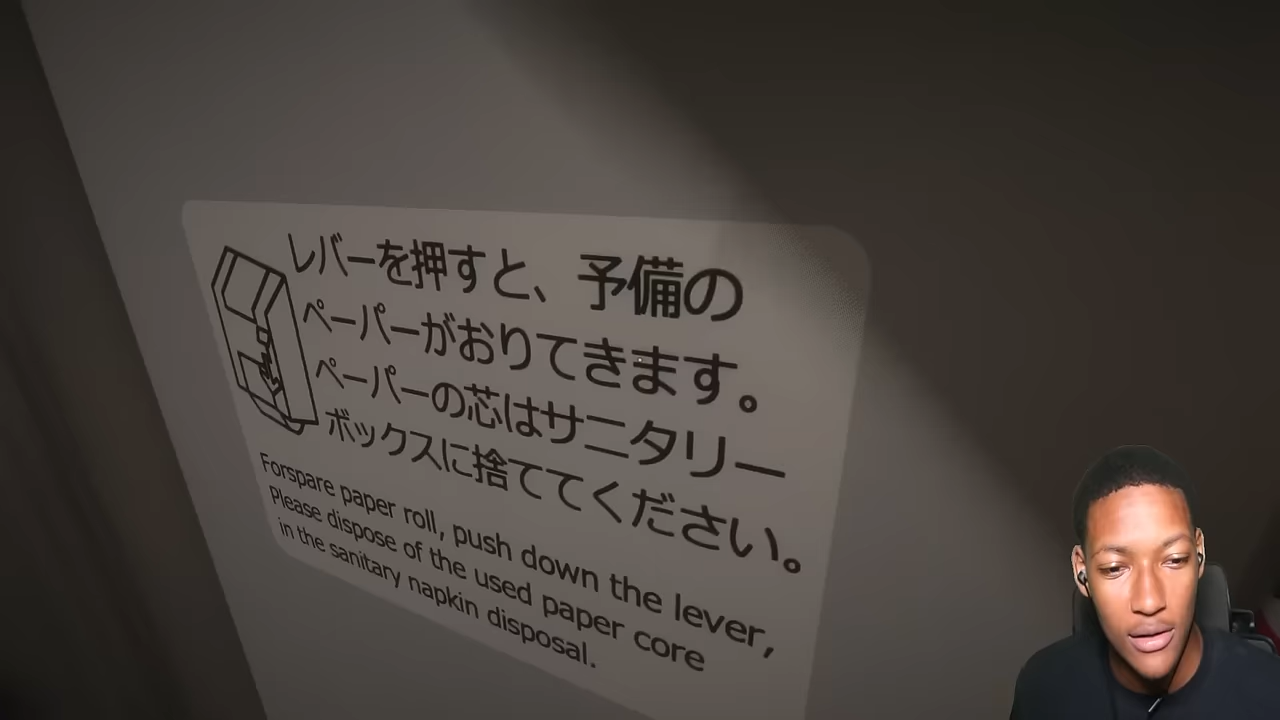 レバーを押すと、予備の
ペーパーがおりてきます。
ペーパーの芯はサニタリー
ボックスに捨ててください。
Forspare paper roll, push down the lever,
Please dispose of the used paper core
in the sanitary napkin disposal.